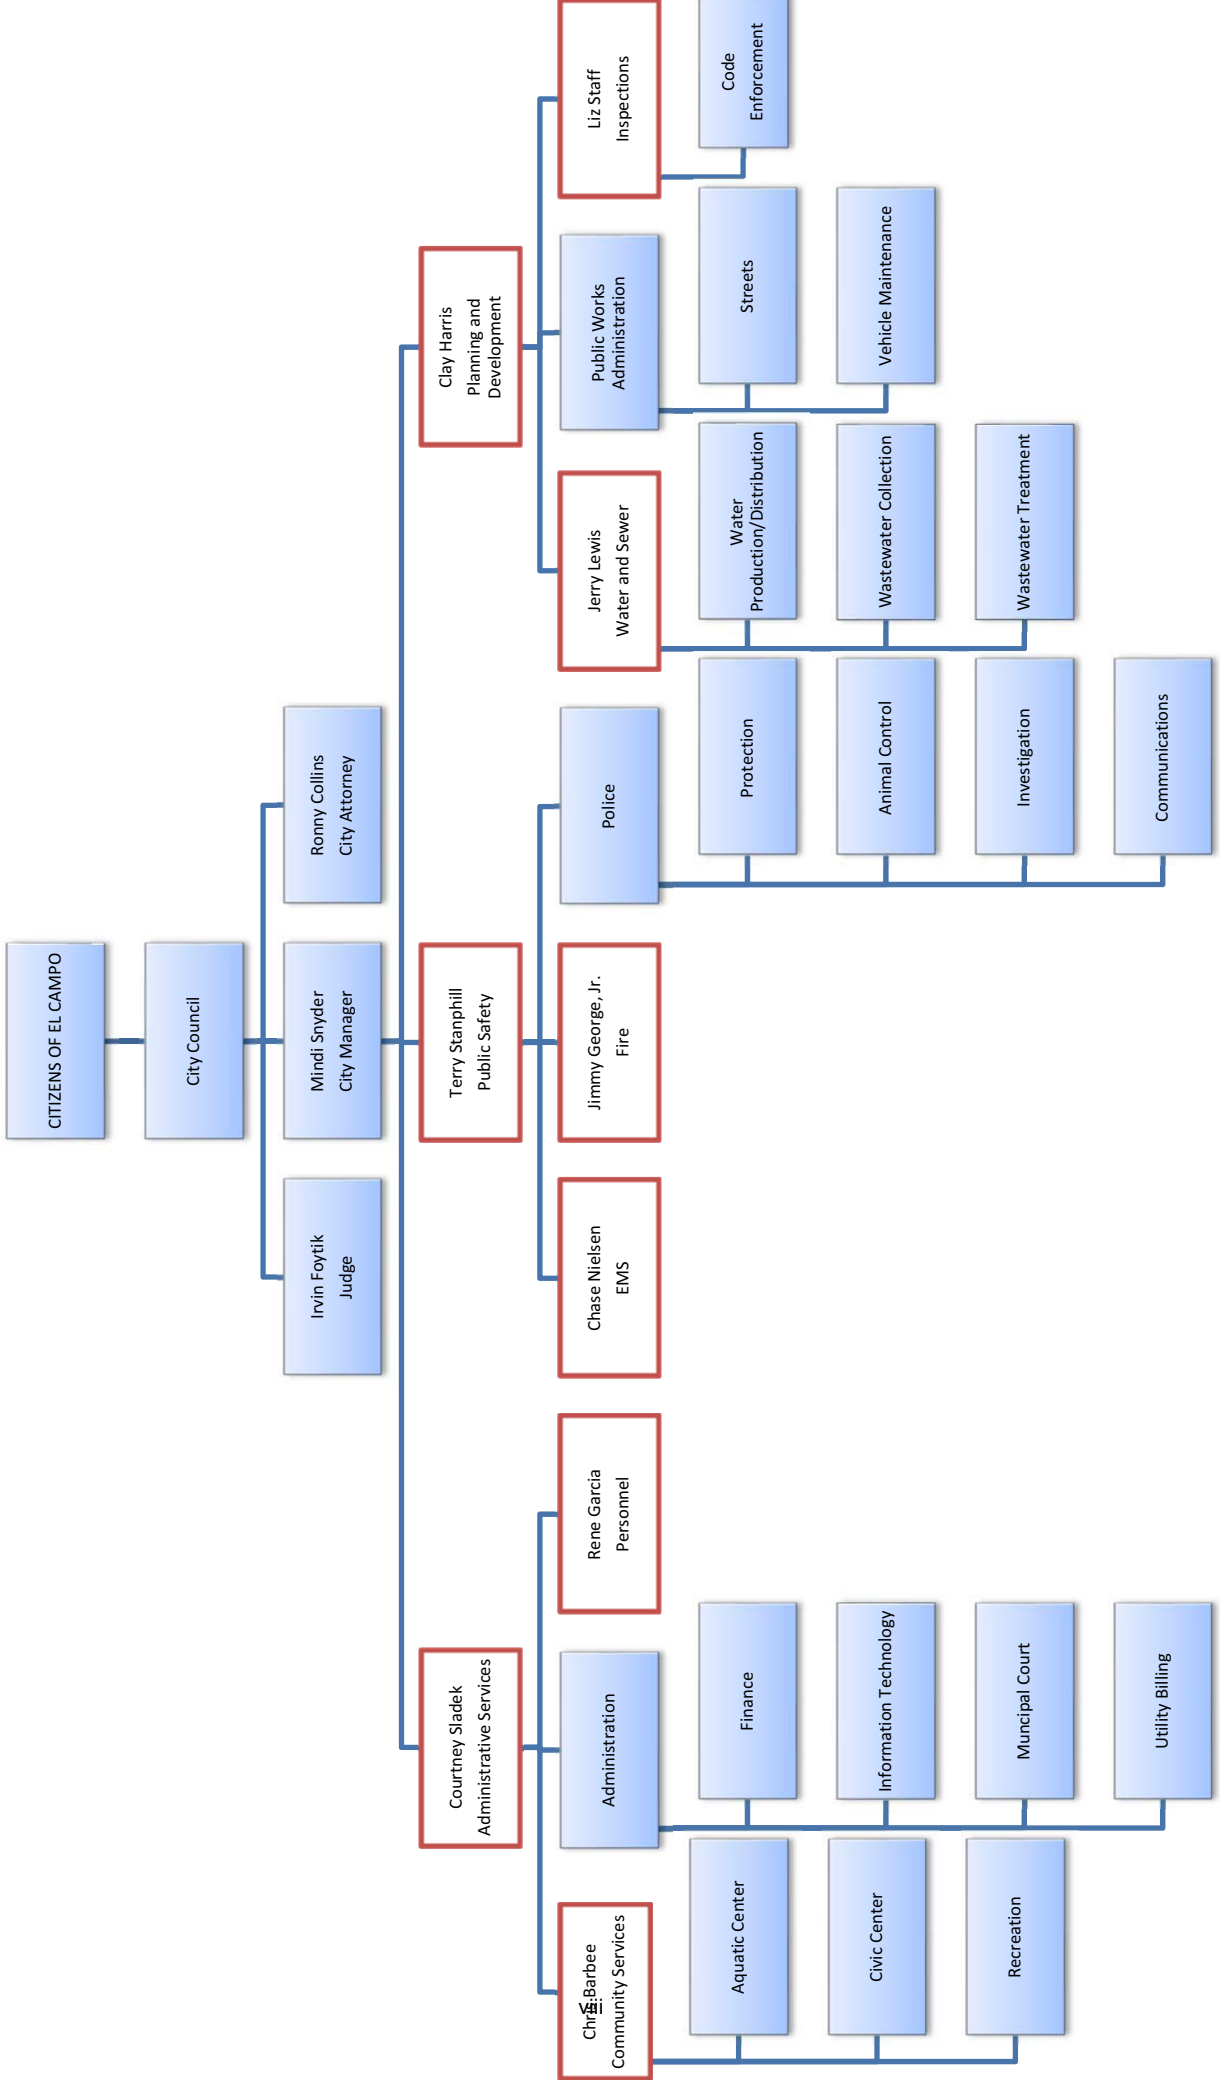 CITIZENS OF EL CAMPO
City Council
Irvin Foytik
Judge
Mindi Snyder
City Manager
Ronny Collins
City Attorney
Courtney Sladek
Administrative Services
Terry Stanphill
Public Safety
Clay Harris
Planning and
Development
Chris Barbee
Community Services
Administration
Rene Garcia
Personnel
Chase Nielsen
EMS
Jimmy George, Jr.
Fire
Police
Jerry Lewis
Water and Sewer
Public Works
Administration
Liz Staff
Inspections
Aquatic Center
Civic Center
Recreation
Finance
Information Technology
Muncipal Court
Utility Billing
Protection
Animal Control
Investigation
Communications
Water
Production/Distribution
Wastewater Collection
Wastewater Treatment
Streets
Vehicle Maintenance
Code
Enforcement